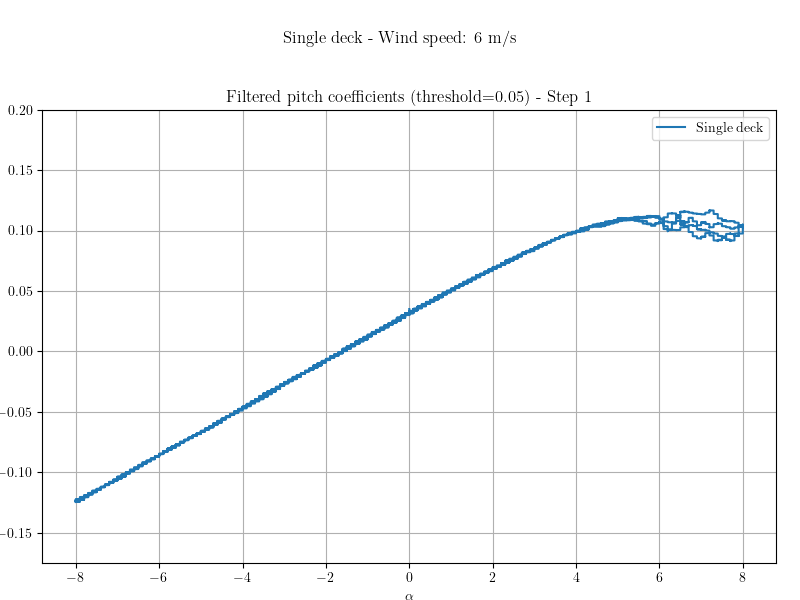 Single deck - Wind speed: 6 m/s
Filtered pitch coefficients (threshold=0.05) - Step 1
Single deck
0.20
0.15
0.10
0.05
0.00
−0.05
−0.10
−0.15
−8 −6 −4 −2 0 2 4 6 8
α